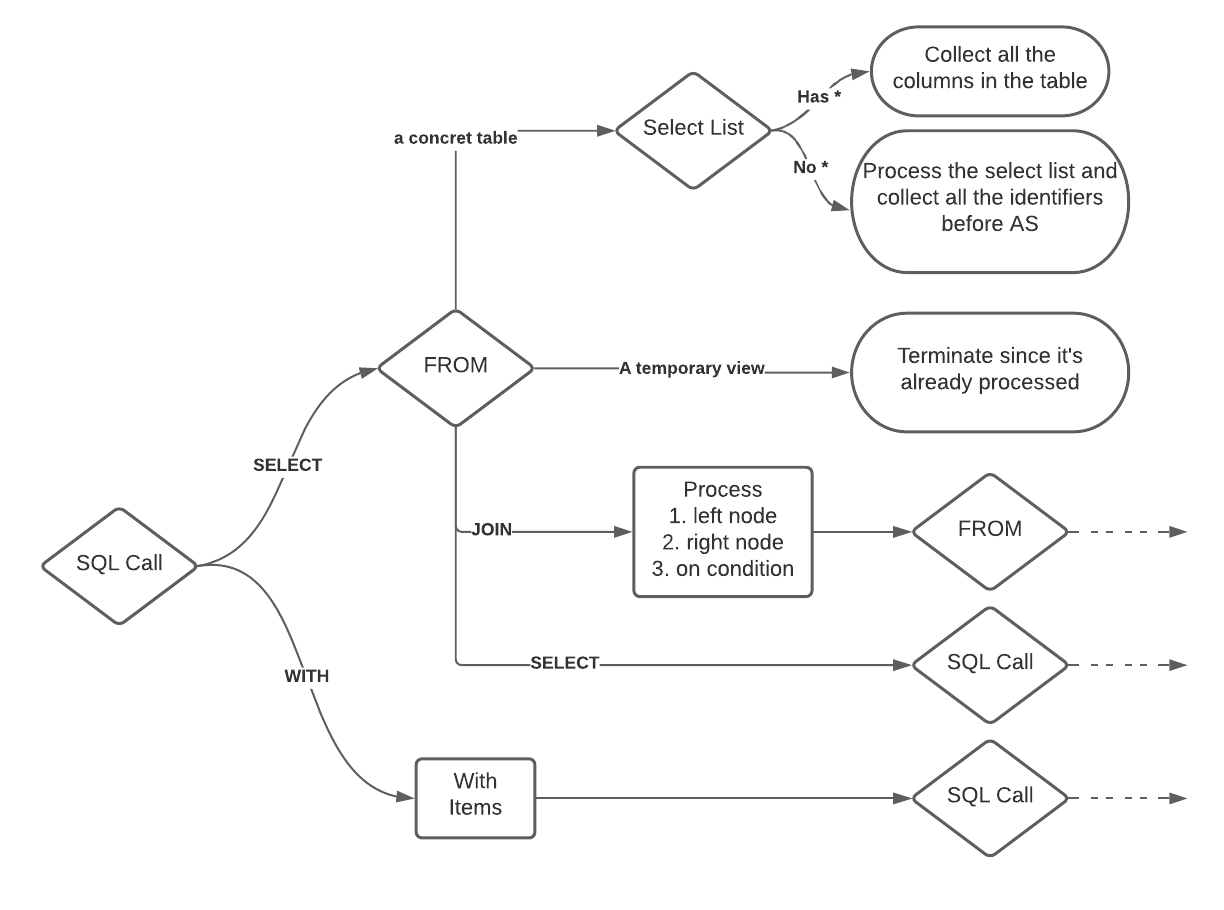 Collect all the
columns in the table
Has *
Select List
a concret table
No *
Process the select list and
collect all the identifiers
before AS
FROM
A temporary view
Terminate since it's
already processed
SELECT
JOIN
Process
1. left node
2. right node
3. on condition
FROM
SQL Call
SELECT
SQL Call
WITH
With
Items
SQL Call